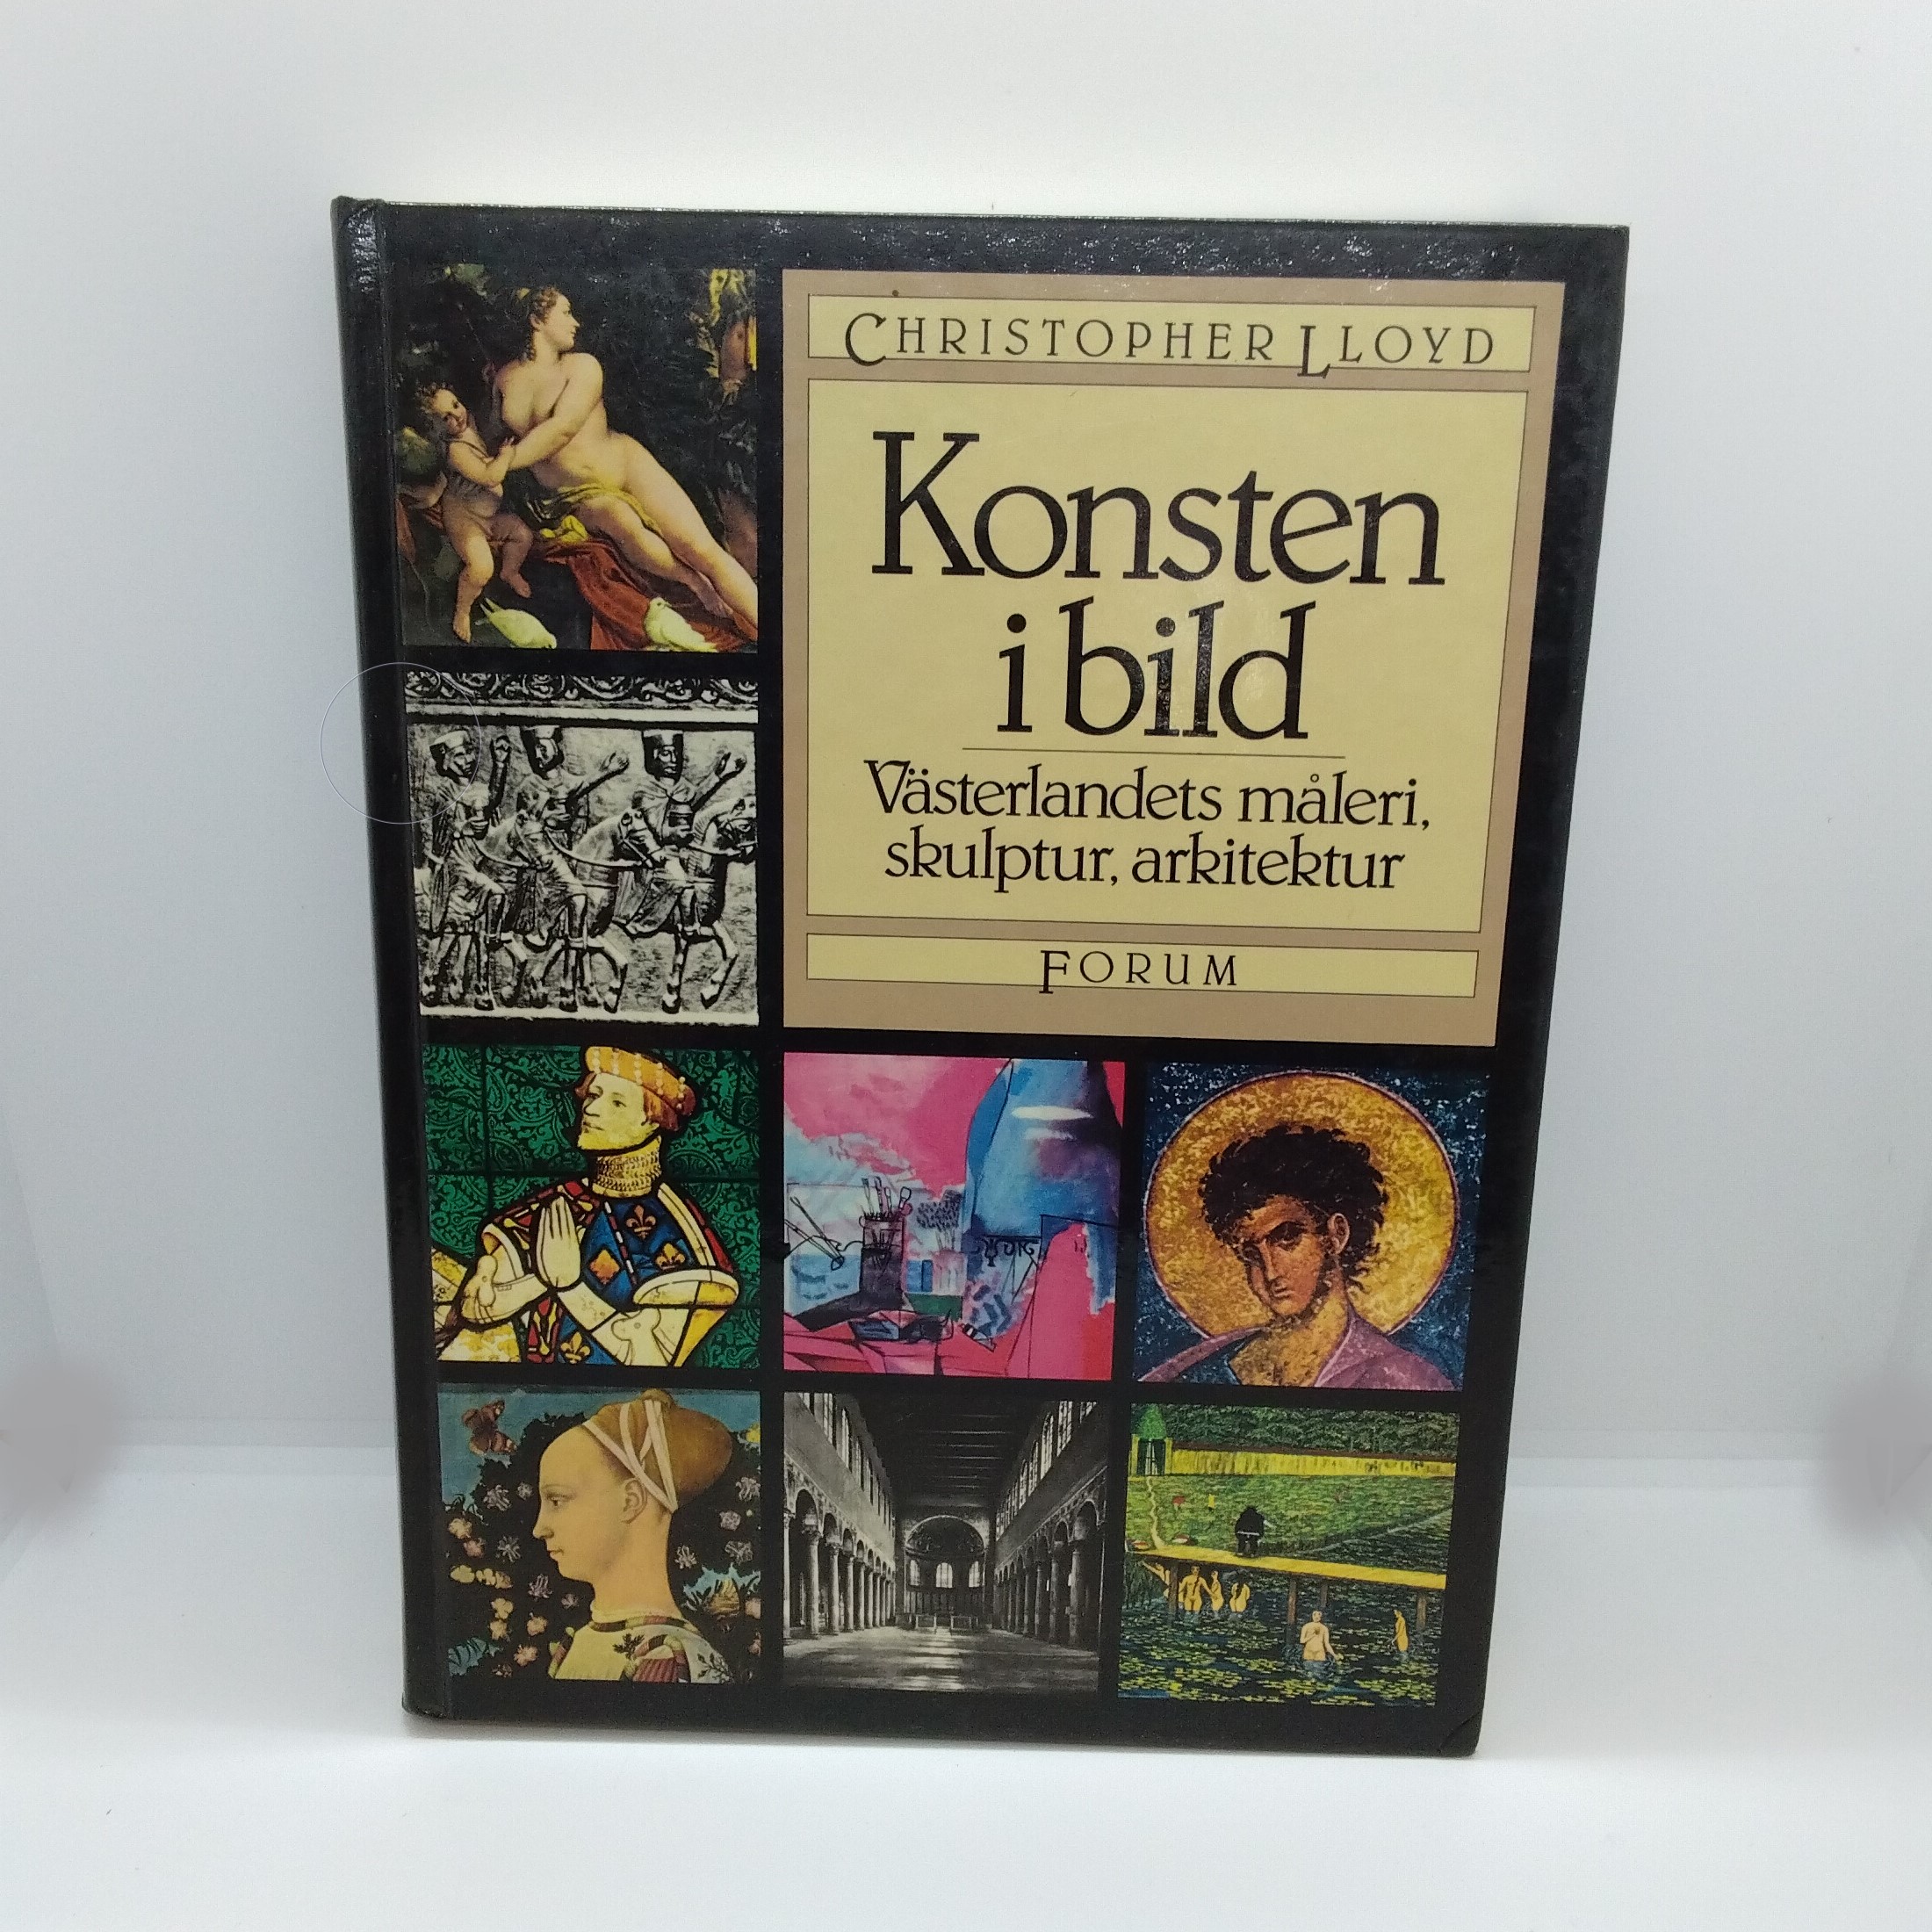 CHRISTOPHER LLOYD
Konsten
i bild
Västerlandets måleri,
skulptur, arkitektur
FORUM